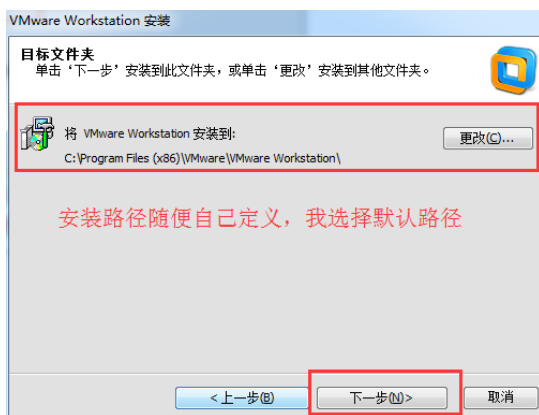 VMware Workstation 安装
目标文件夹
单击‘下一步’安装到此文件夹，或单击‘更改’安装到其他文件夹。
将 VMware Workstation 安装到:
更改(C)...
C:\Program Files (x86)\VMware\VMware Workstation\
安装路径随便自己定义，我选择默认路径
<上一步(B) 下一步(N)> 取消